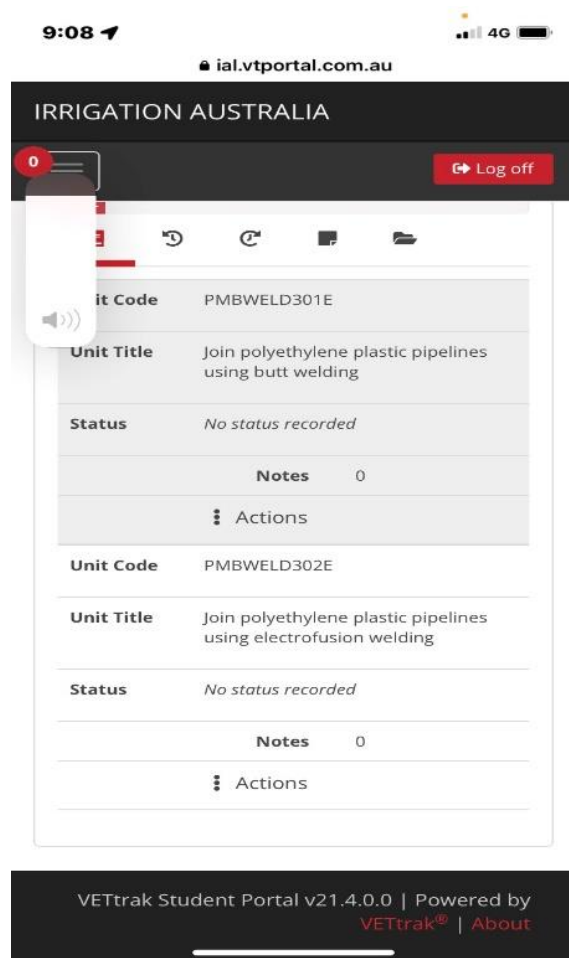 9:08
4G
ial.vtportal.com.au
IRRIGATION AUSTRALIA
0
Log off
it Code PMBWELD301E
Unit Title Join polyethylene plastic pipelines
using butt welding
Status No status recorded
Notes 0
Actions
Unit Code PMBWELD302E
Unit Title Join polyethylene plastic pipelines
using electrofusion welding
Status No status recorded
Notes 0
Actions
VETtrak Student Portal v21.4.0.0 | Powered by
VETtrak® | About